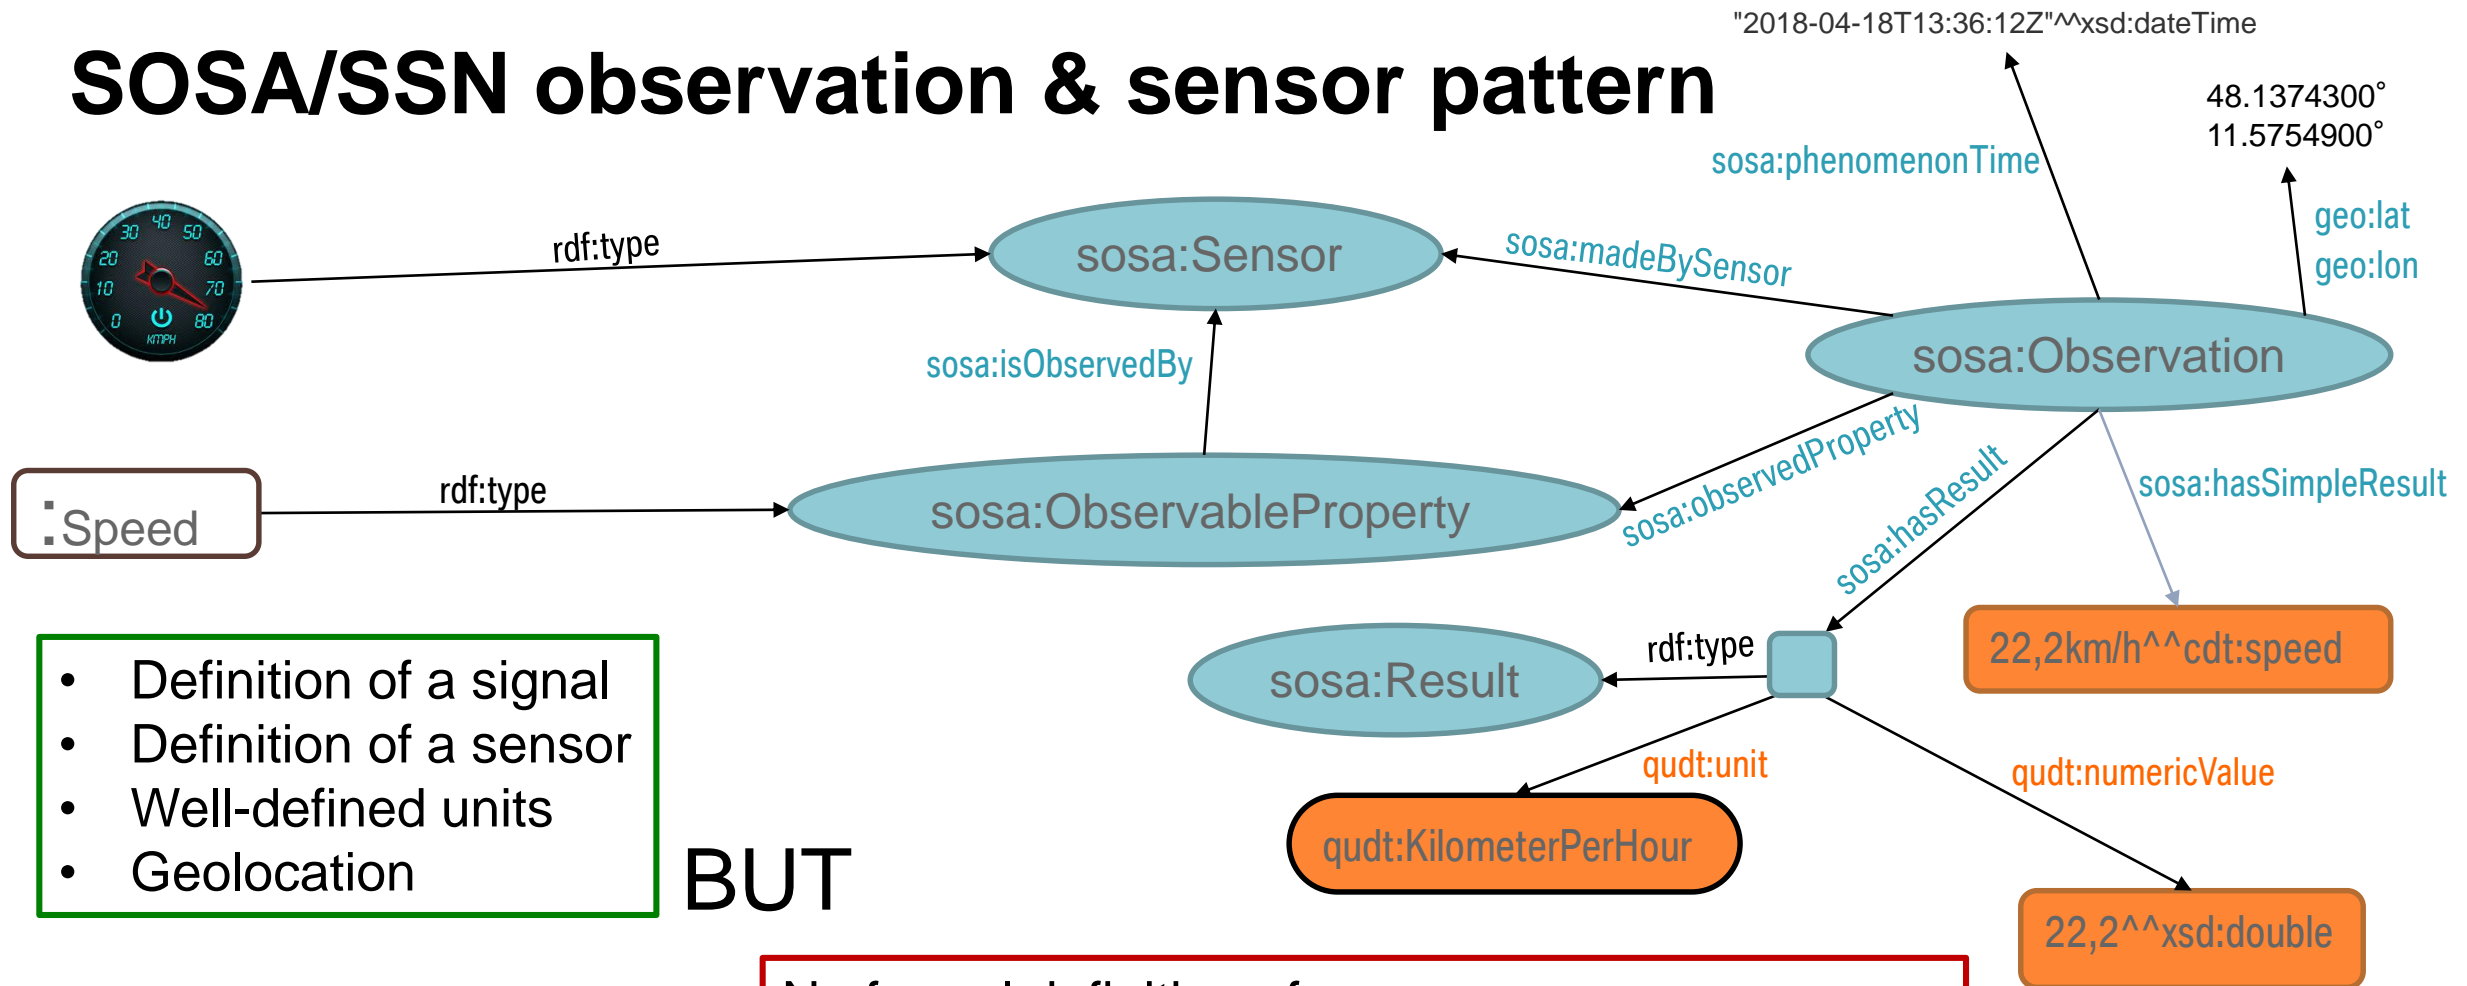 "2018-04-18T13:36:12Z"^^xsd:dateTime
SOSA/SSN observation & sensor pattern
48.1374300°
11.5754900°
sosa:phenomenonTime
geo:lat
geo:lon
0
10
20
30
40
50
60
70
80
KMPH
rdf:type
sosa:Sensor
sosa:madeBySensor
sosa:Observation
sosa:isObservedBy
:Speed
rdf:type
sosa:ObservableProperty
sosa:observedProperty
sosa:hasResult
sosa:hasSimpleResult
sosa:Result
rdf:type
22,2km/h^^cdt:speed
• Definition of a signal
• Definition of a sensor
• Well-defined units
• Geolocation
BUT
qudt:unit
qudt:numericValue
qudt:KilometerPerHour
22,2^^xsd:double